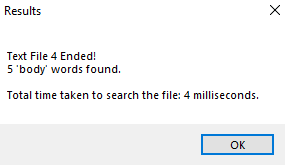 Results
Text File 4 Ended!
5 'body' words found.
Total time taken to search the file: 4 milliseconds.
OK